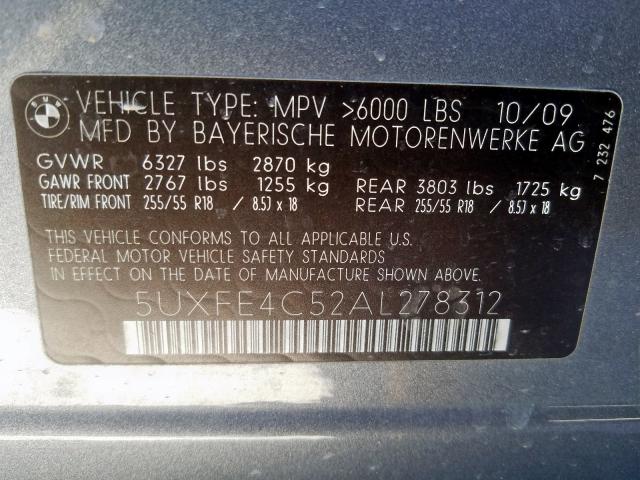 BMW
VEHICLE TYPE: MPV >6000 LBS 10/09
MFD BY BAYERISCHE MOTORENWERKE AG
GVWR 6327 lbs 2870 kg
GAWR FRONT 2767 lbs 1255 kg REAR 3803 lbs 1725 kg
TIRE/RIM FRONT 255/55 R18 / 8.5J x 18 REAR 255/55 R18 / 8.5J x 18
THIS VEHICLE CONFORMS TO ALL APPLICABLE U.S.
FEDERAL MOTOR VEHICLE SAFETY STANDARDS
IN EFFECT ON THE DATE OF MANUFACTURE SHOWN ABOVE.
5UXFE4C52AL278312
7 232 476